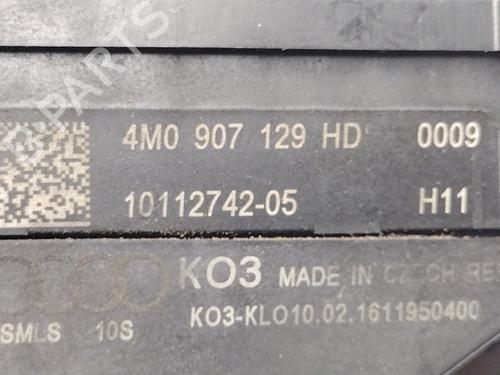 PARTS
4M0 907 129 HD 0009
10112742-05 H11
KO3 MADE IN CZECH RE
SMLS 10S KO3-KLO10.02.1611950400